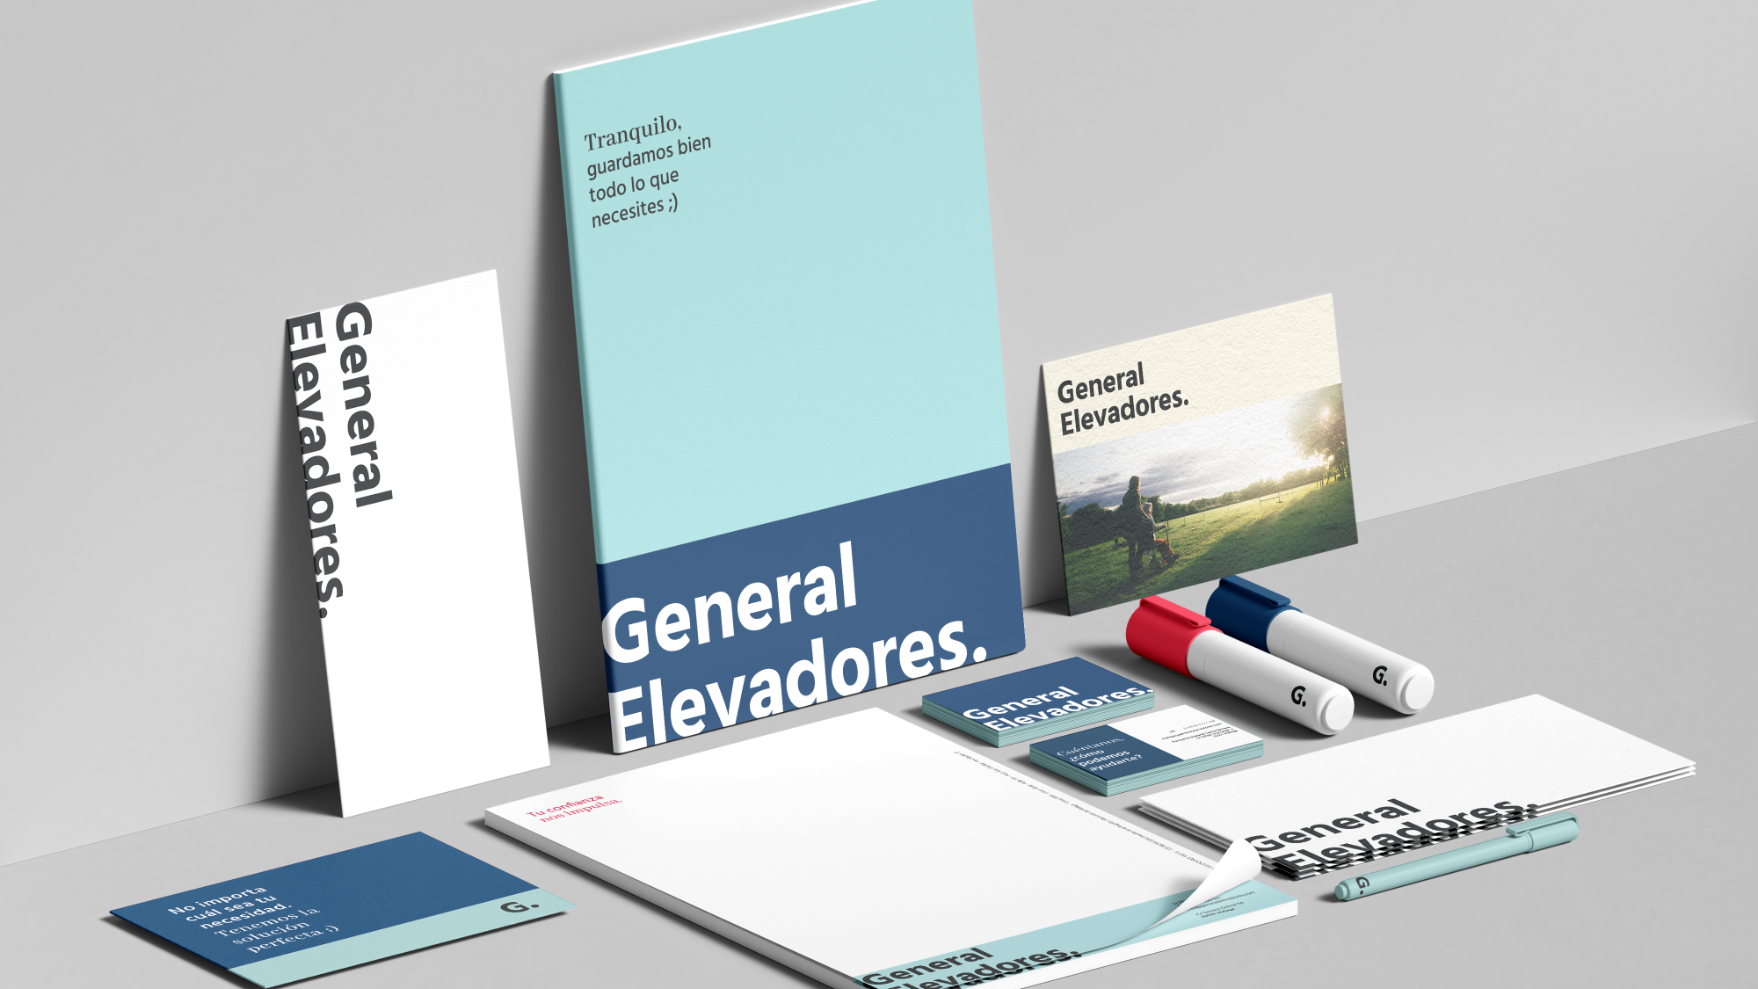 Tranquilo,
guardamos bien
todo lo que
necesites ;)
General
Elevadores.
General
Elevadores.
General
Elevadores.
General
Elevadores.
Cuéntanos,
¿cómo
podemos
ayudarte?
G.
G.
General
Elevadores.
G.
Tu confianza
nos impulsa.
General
Elevadores.
No importa
cuál sea tu
necesidad.
Tenemos la
solución
perfecta ;)
G.